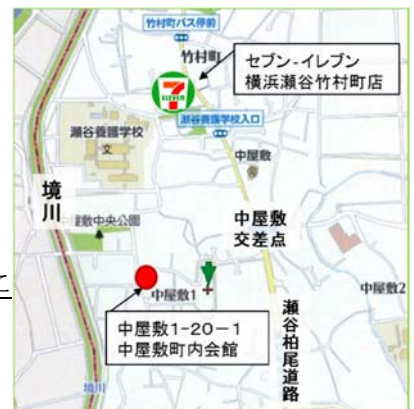 竹村町バス停前
竹村町
セブン-イレブン
横浜瀬谷竹村町店
7
ELEVEN
瀬谷養護学校入口
瀬谷養護学校
文
中屋敷
境川
中屋敷
交差点
屋敷中央公園
中屋敷1
中屋敷2
中屋敷1-20-1
中屋敷町内会館
瀬谷柏尾道路
境川